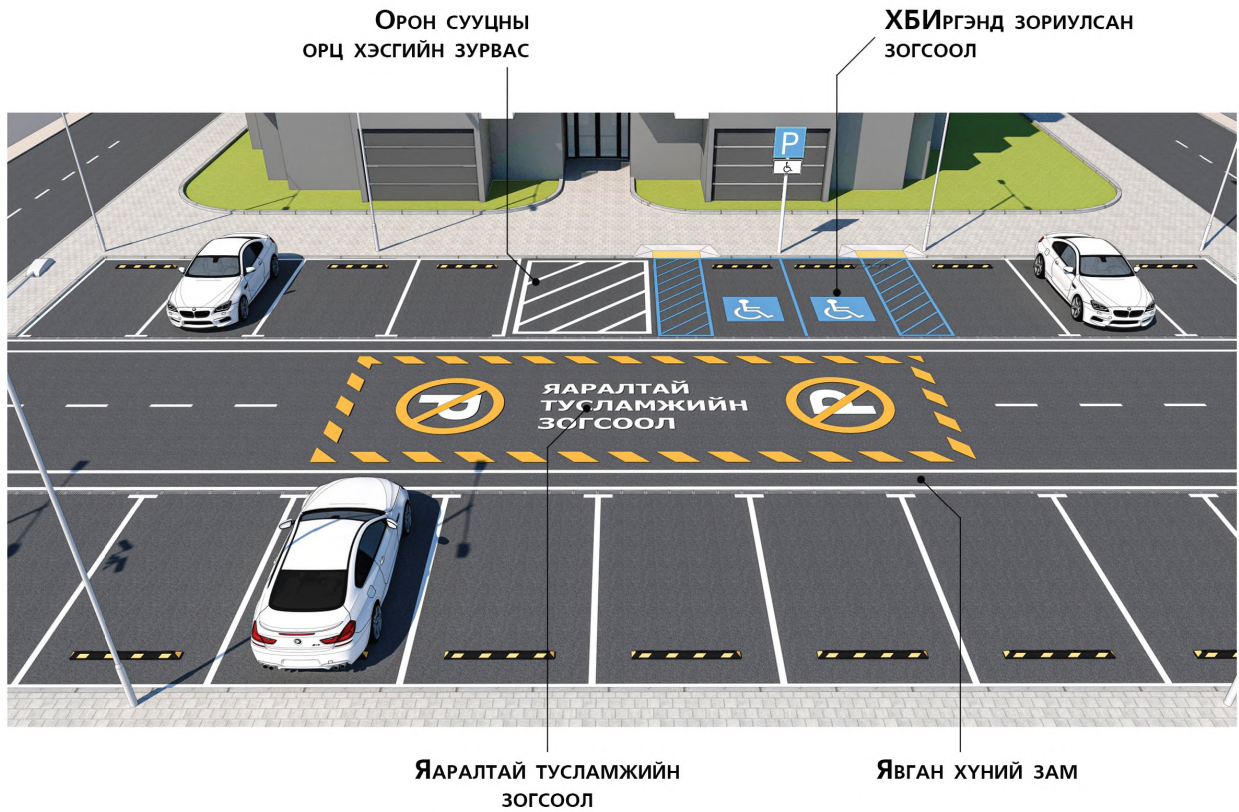 Орон сууцны
орц хэсгийн зурвас
ХБИргэнд зориулсан
зогсоол
P
ЯАРАЛТАЙ
ТУСЛАМЖИЙН
ЗОГСООЛ
P
P
Яаралтай тусламжийн
зогсоол
Явган хүний зам